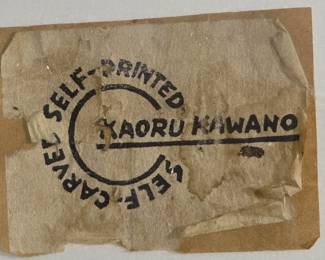 SELF-CARVED SELF-PRINTED
KAORU KAWANO